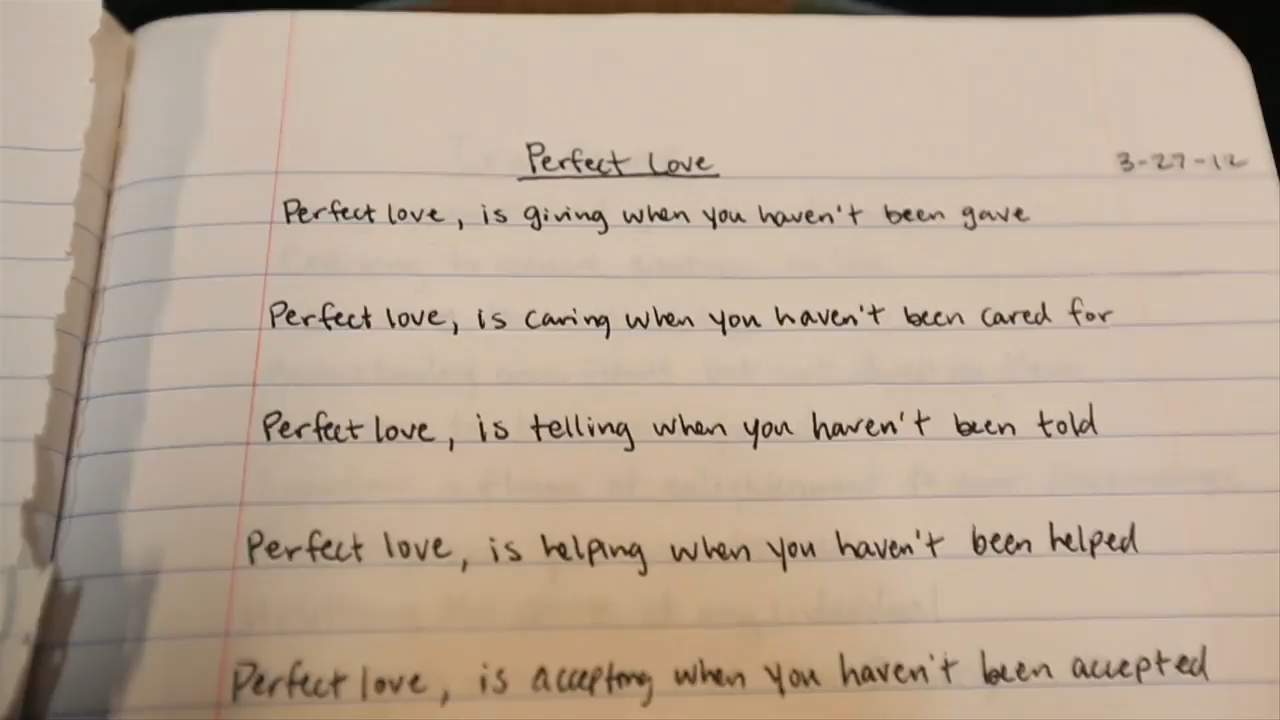 Perfect Love
3-27-12
Perfect love, is giving when you haven't been gave
Perfect love, is caring when you haven't been cared for
Perfect love, is telling when you haven't been told
Perfect love, is helping when you haven't been helped
Perfect love, is accepting when you haven't been accepted